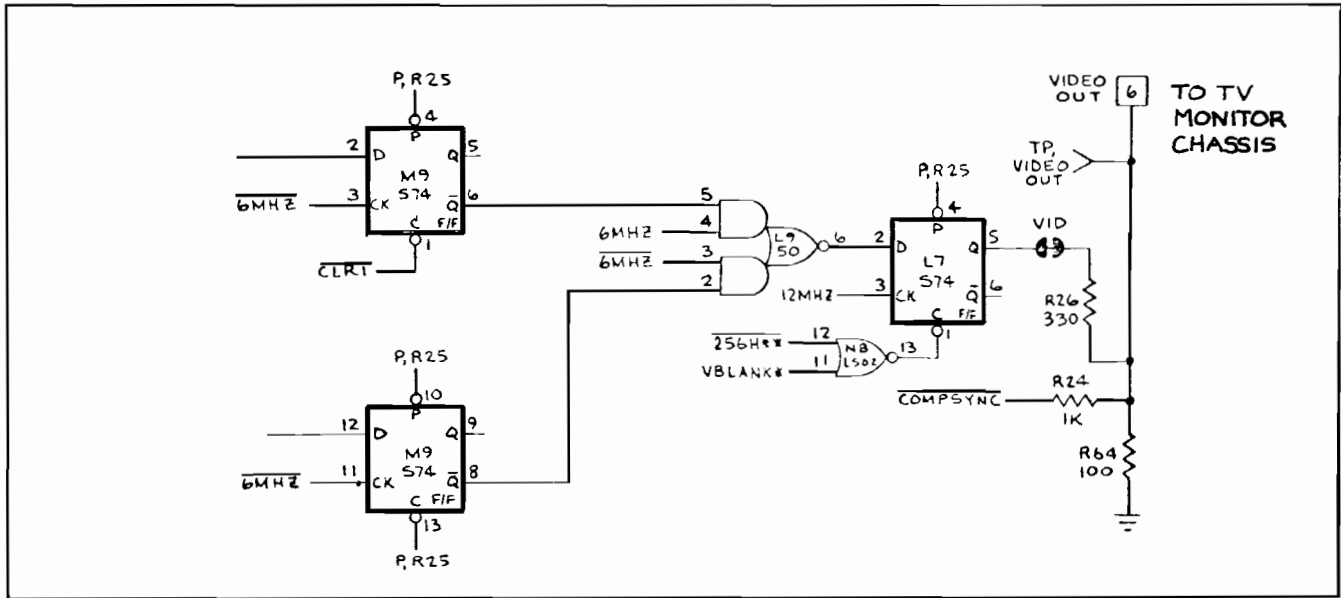 P,R25
4
P
2
D
Q
5
M9
S74
6MHZ
3
CK
Q
6
C
F/F
1
CLR1
P,R25
10
P
12
D
Q
9
M9
S74
6MHZ
11
CK
Q
8
C
F/F
13
P,R25
5
6MHZ
4
6MHZ
3
2
L9
50
6
P,R25
4
P
2
D
Q
5
L7
S74
12MHZ
3
CK
Q
6
C
F/F
1
256H**
12
VBLANK*
11
N8
LS02
13
VID
R26
330
VIDEO
OUT
6
TO TV
MONITOR
CHASSIS
TP,
VIDEO
OUT
COMPSYNC
R24
1K
R64
100